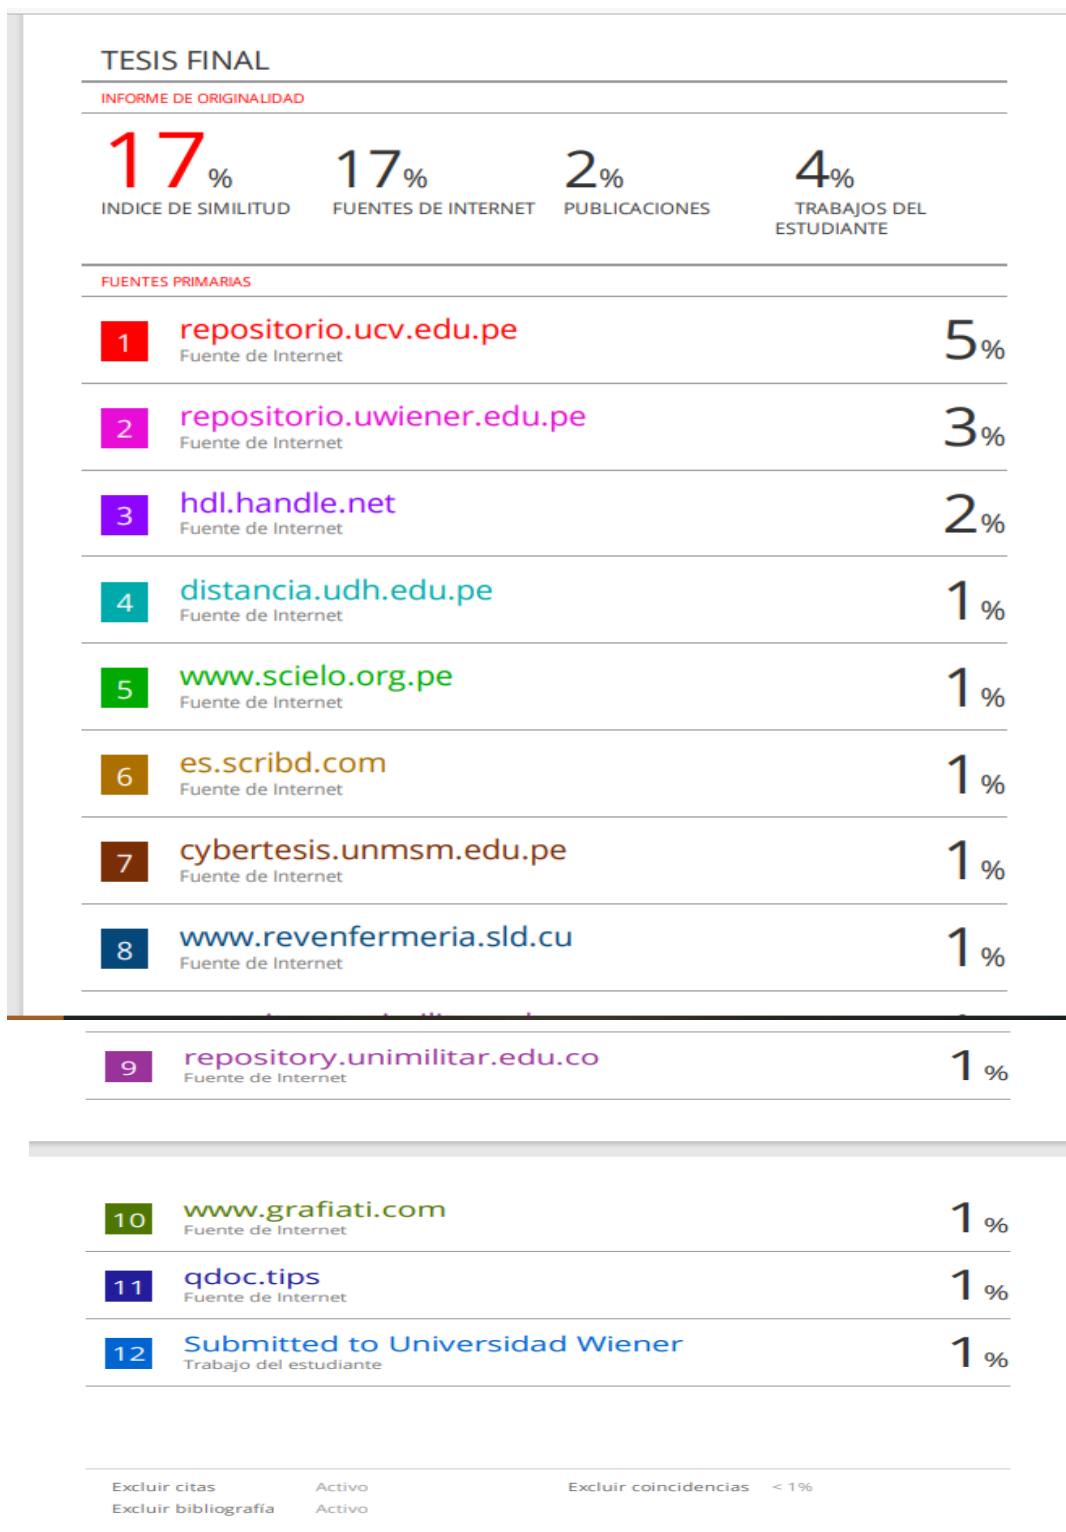 TESIS FINAL
INFORME DE ORIGINALIDAD
17% 17% 2% 4%
INDICE DE SIMILITUD FUENTES DE INTERNET PUBLICACIONES TRABAJOS DEL
ESTUDIANTE
FUENTES PRIMARIAS
1 repositorio.ucv.edu.pe 5%
Fuente de Internet
2 repositorio.uwiener.edu.pe 3%
Fuente de Internet
3 hdl.handle.net 2%
Fuente de Internet
4 distancia.udh.edu.pe 1%
Fuente de Internet
5 www.scielo.org.pe 1%
Fuente de Internet
6 es.scribd.com 1%
Fuente de Internet
7 cybertesis.unmsm.edu.pe 1%
Fuente de Internet
8 www.revenfermeria.sld.cu 1%
Fuente de Internet
9 repository.unimilitar.edu.co 1%
Fuente de Internet
10 www.grafiati.com 1%
Fuente de Internet
11 qdoc.tips 1%
Fuente de Internet
12 Submitted to Universidad Wiener 1%
Trabajo del estudiante
Excluir citas Activo Excluir coincidencias < 1%
Excluir bibliografía Activo